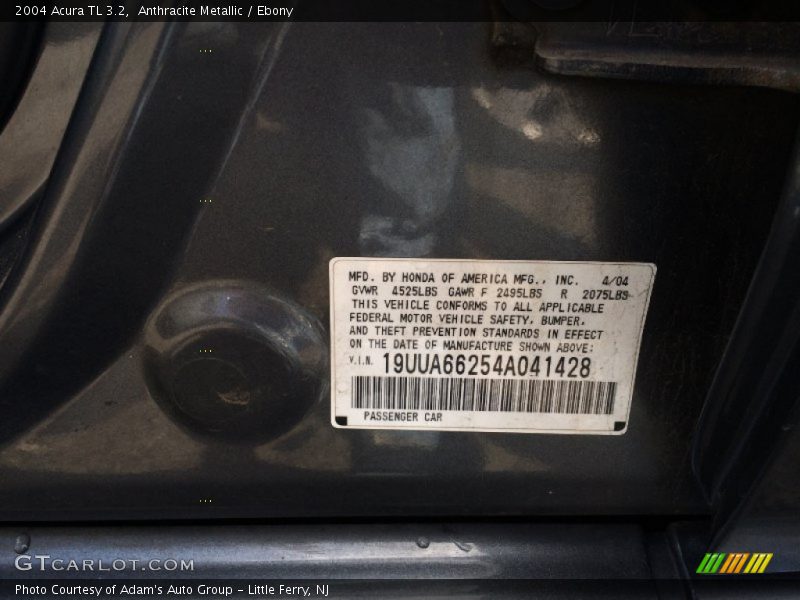 2004 Acura TL 3.2, Anthracite Metallic / Ebony
MFD. BY HONDA OF AMERICA MFG., INC. 4/04
GVWR 4525LBS GAWR F 2495LBS R 2075LBS
THIS VEHICLE CONFORMS TO ALL APPLICABLE
FEDERAL MOTOR VEHICLE SAFETY, BUMPER,
AND THEFT PREVENTION STANDARDS IN EFFECT
ON THE DATE OF MANUFACTURE SHOWN ABOVE:
V.I.N. 19UUA66254A041428
PASSENGER CAR
GTCARLOT.COM
Photo Courtesy of Adam's Auto Group – Little Ferry, NJ